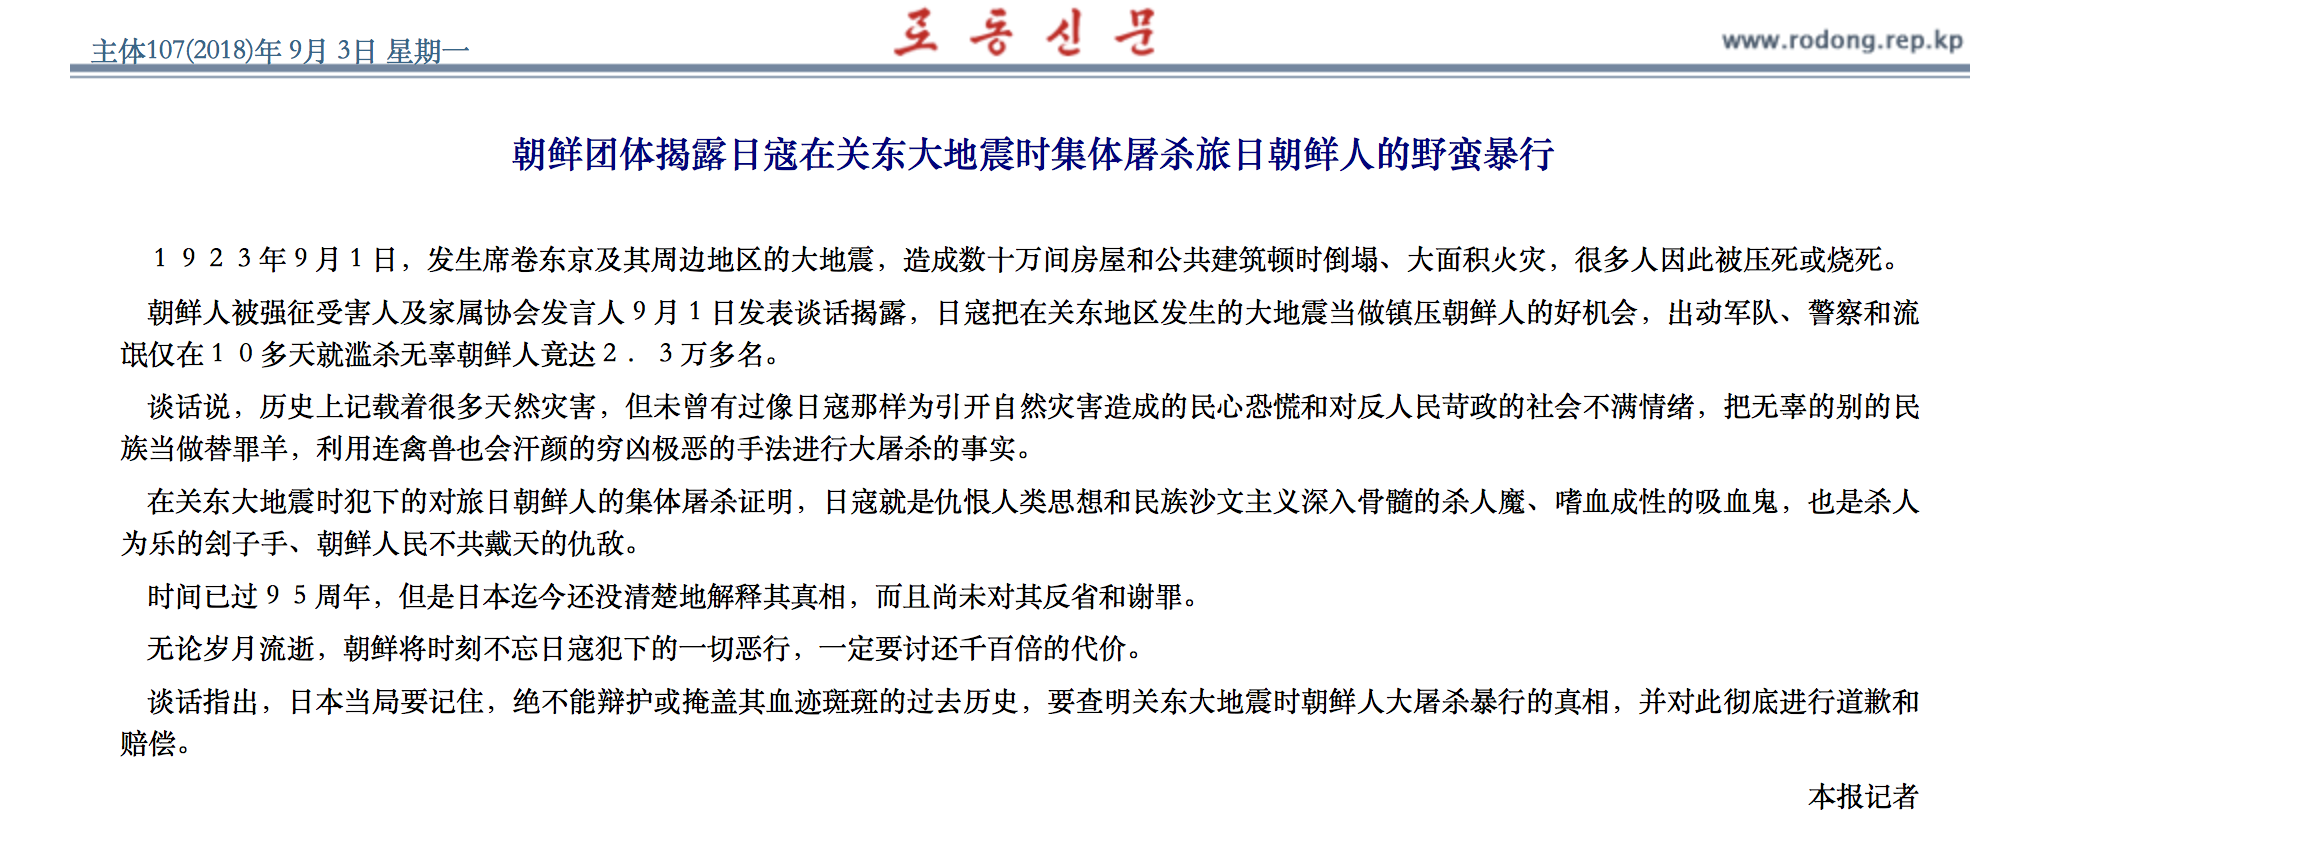 主体107(2018)年 9月 3日 星期一
로동신문
www.rodong.rep.kp
朝鲜团体揭露日寇在关东大地震时集体屠杀旅日朝鲜人的野蛮暴行
１９２３年９月１日，发生席卷东京及其周边地区的大地震，造成数十万间房屋和公共建筑顿时倒塌、大面积火灾，很多人因此被压死或烧死。
朝鲜人被强征受害人及家属协会发言人９月１日发表谈话揭露，日寇把在关东地区发生的大地震当做镇压朝鲜人的好机会，出动军队、警察和流
氓仅在１０多天就滥杀无辜朝鲜人竟达２．３万多名。
谈话说，历史上记载着很多天然灾害，但未曾有过像日寇那样为引开自然灾害造成的民心恐慌和对反人民苛政的社会不满情绪，把无辜的别的民
族当做替罪羊，利用连禽兽也会汗颜的穷凶极恶的手法进行大屠杀的事实。
在关东大地震时犯下的对旅日朝鲜人的集体屠杀证明，日寇就是仇恨人类思想和民族沙文主义深入骨髓的杀人魔、嗜血成性的吸血鬼，也是杀人
为乐的刽子手、朝鲜人民不共戴天的仇敌。
时间已过９５周年，但是日本迄今还没清楚地解释其真相，而且尚未对其反省和谢罪。
无论岁月流逝，朝鲜将时刻不忘日寇犯下的一切恶行，一定要讨还千百倍的代价。
谈话指出，日本当局要记住，绝不能辩护或掩盖其血迹斑斑的过去历史，要查明关东大地震时朝鲜人大屠杀暴行的真相，并对此彻底进行道歉和
赔偿。
本报记者